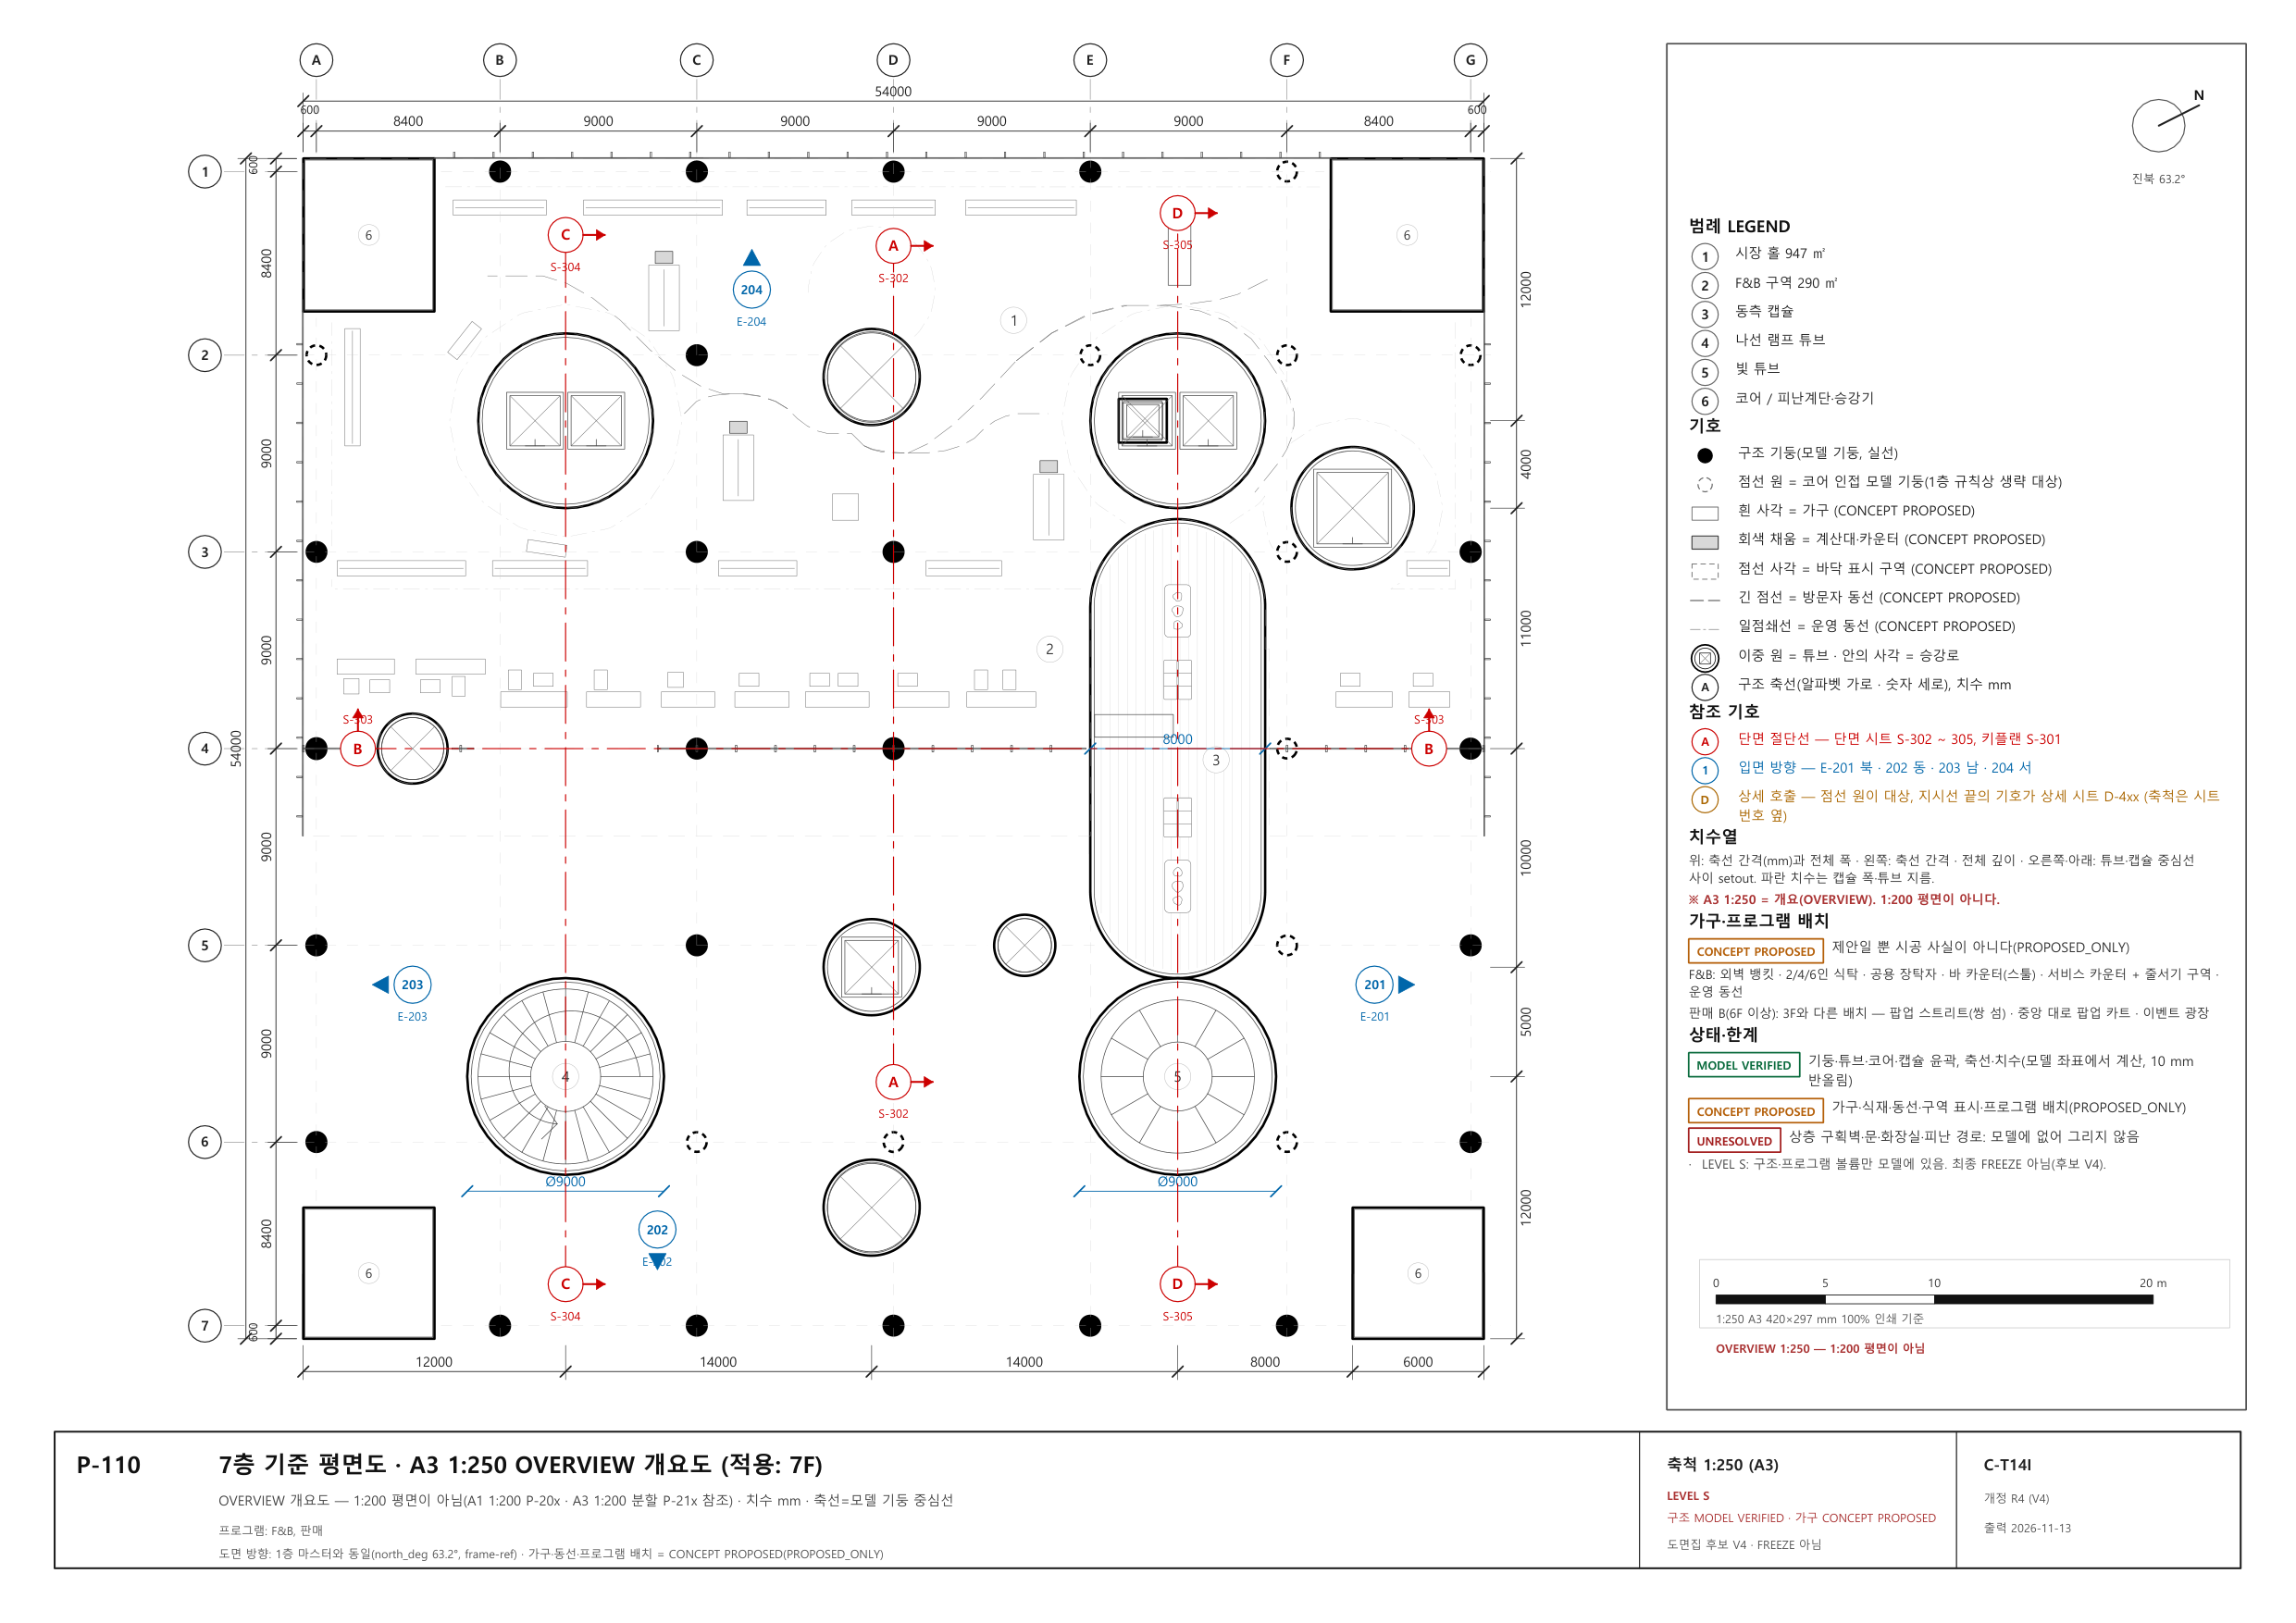 A B C D E F G
54000
600 8400 9000 9000 9000 9000 8400 600
1
2
3
4
5
6
7
600
8400
9000
9000
54000
9000
9000
8400
600
6
6
C
S-304
204
E-204
A
S-302
D
S-305
1
2
S-303
B
8000
3
S-303
B
203
E-203
201
E-201
4
5
A
S-302
Ø9000
Ø9000
202
6
C
S-304
D
S-305
6
12000
4000
11000
10000
5000
12000
12000 14000 14000 8000 6000
N
진북 63.2°
범례 LEGEND
1 시장 홀 947 ㎡
2 F&B 구역 290 ㎡
3 동측 캡슐
4 나선 램프 튜브
5 빛 튜브
6 코어 / 피난계단·승강기
기호
구조 기둥(모델 기둥, 실선)
점선 원 = 코어 인접 모델 기둥(1층 규칙상 생략 대상)
흰 사각 = 가구 (CONCEPT PROPOSED)
회색 채움 = 계산대·카운터 (CONCEPT PROPOSED)
점선 사각 = 바닥 표시 구역 (CONCEPT PROPOSED)
긴 점선 = 방문자 동선 (CONCEPT PROPOSED)
일점쇄선 = 운영 동선 (CONCEPT PROPOSED)
이중 원 = 튜브 · 안의 사각 = 승강로
A 구조 축선(알파벳 가로 · 숫자 세로), 치수 mm
참조 기호
A 단면 절단선 — 단면 시트 S-302 ~ 305, 키플랜 S-301
1 입면 방향 — E-201 북 · 202 동 · 203 남 · 204 서
D 상세 호출 — 점선 원이 대상, 지시선 끝의 기호가 상세 시트 D-4xx (축척은 시트
번호 옆)
치수열
위: 축선 간격(mm)과 전체 폭 · 왼쪽: 축선 간격 · 전체 깊이 · 오른쪽·아래: 튜브·캡슐 중심선
사이 setout. 파란 치수는 캡슐 폭·튜브 지름.
※ A3 1:250 = 개요(OVERVIEW). 1:200 평면이 아니다.
가구·프로그램 배치
CONCEPT PROPOSED 제안일 뿐 시공 사실이 아니다(PROPOSED_ONLY)
F&B: 외벽 뱅킷 · 2/4/6인 식탁 · 공용 장탁자 · 바 카운터(스툴) · 서비스 카운터 + 줄서기 구역 ·
운영 동선
판매 B(6F 이상): 3F와 다른 배치 — 팝업 스트리트(쌍 섬) · 중앙 대로 팝업 카트 · 이벤트 광장
상태·한계
MODEL VERIFIED 기둥·튜브·코어·캡슐 윤곽, 축선·치수(모델 좌표에서 계산, 10 mm
반올림)
CONCEPT PROPOSED 가구·식재·동선·구역 표시·프로그램 배치(PROPOSED_ONLY)
UNRESOLVED 상층 구획벽·문·화장실·피난 경로: 모델에 없어 그리지 않음
· LEVEL S: 구조·프로그램 볼륨만 모델에 있음. 최종 FREEZE 아님(후보 V4).
0 5 10 20 m
1:250 A3 420×297 mm 100% 인쇄 기준
OVERVIEW 1:250 — 1:200 평면이 아님
P-110
7층 기준 평면도 · A3 1:250 OVERVIEW 개요도 (적용: 7F)
OVERVIEW 개요도 — 1:200 평면이 아님(A1 1:200 P-20x · A3 1:200 분할 P-21x 참조) · 치수 mm · 축선=모델 기둥 중심선
프로그램: F&B, 판매
도면 방향: 1층 마스터와 동일(north_deg 63.2°, frame-ref) · 가구·동선·프로그램 배치 = CONCEPT PROPOSED(PROPOSED_ONLY)
축척 1:250 (A3)
LEVEL S
구조 MODEL VERIFIED · 가구 CONCEPT PROPOSED
도면집 후보 V4 · FREEZE 아님
C-T14I
개정 R4 (V4)
출력 2026-11-13